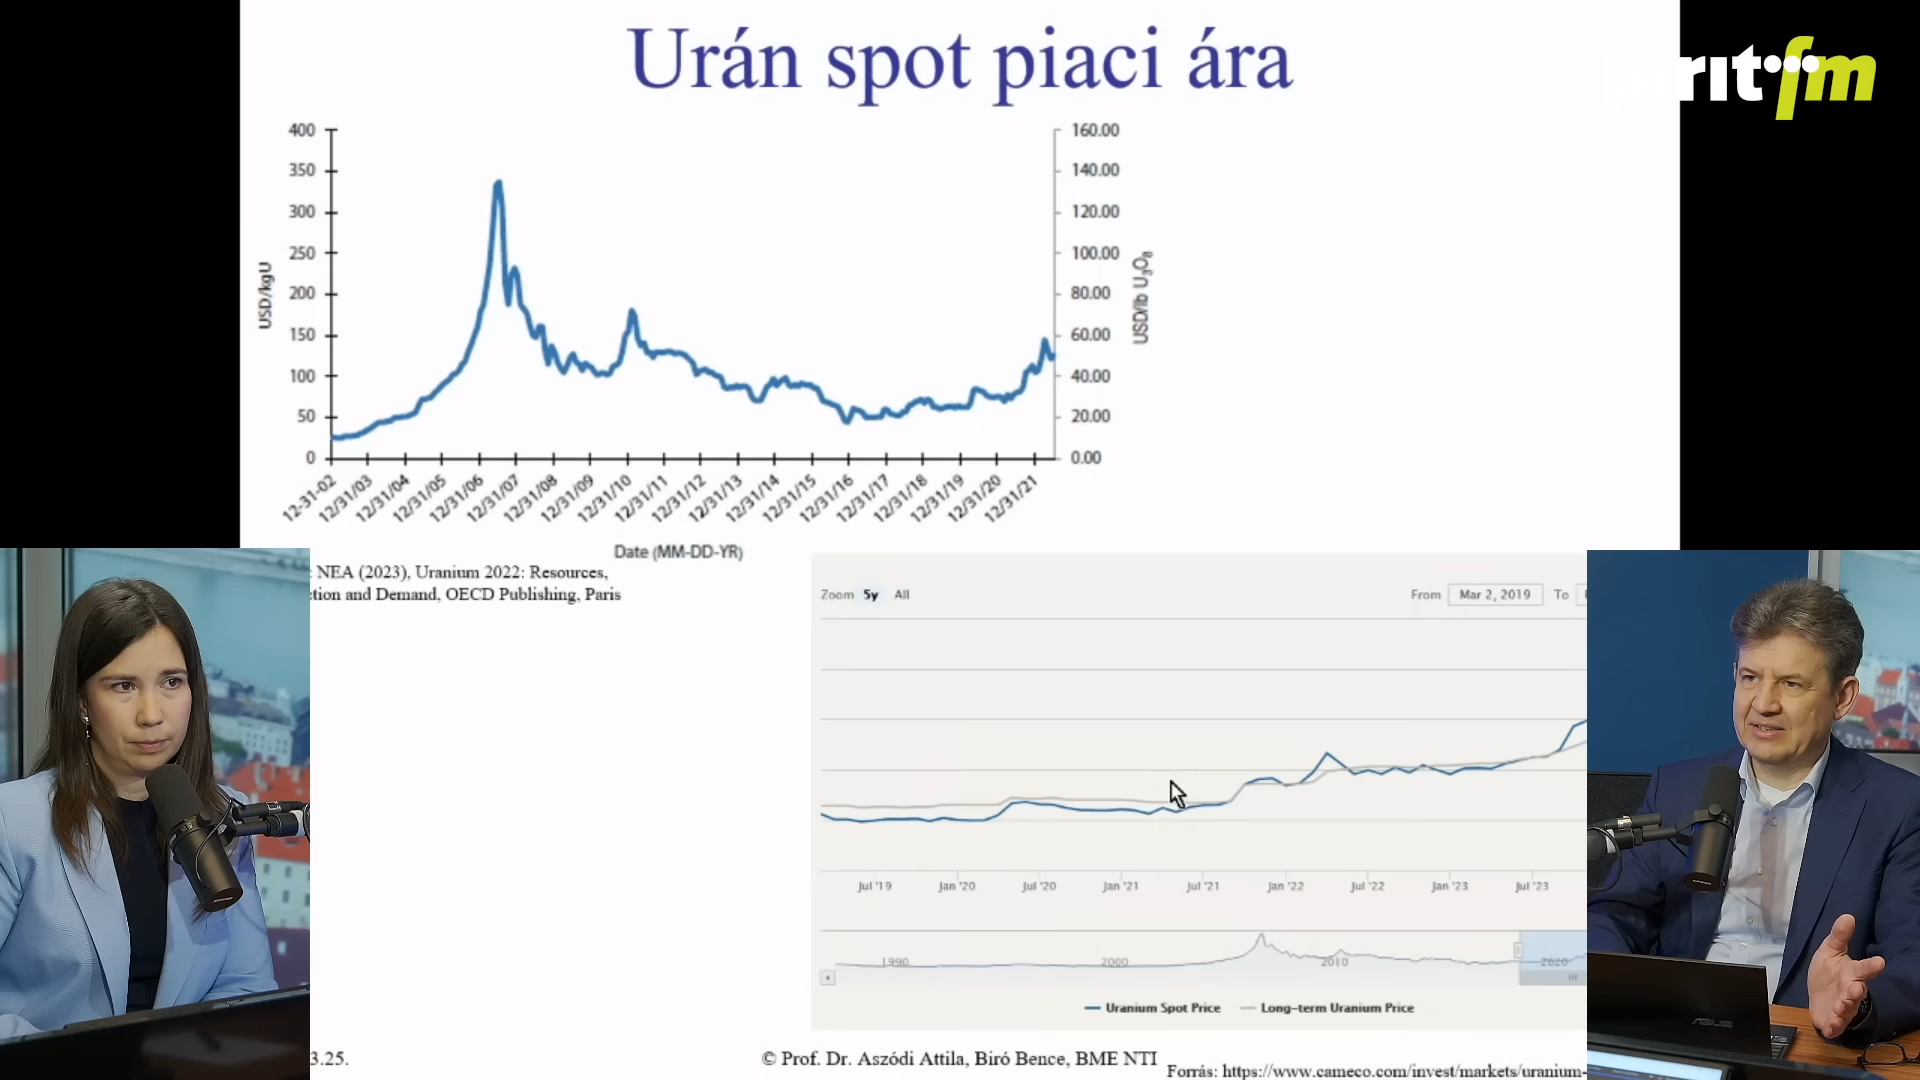 Urán spot piaci ára
fm
400
350
300
250
200
150
100
50
0
USD/kgU
160.00
140.00
120.00
100.00
80.00
60.00
40.00
20.00
0.00
USD/lb U₃O₈
12-31-02
12/31/03
12/31/04
12/31/05
12/31/06
12/31/07
12/31/08
12/31/09
12/31/10
12/31/11
12/31/12
12/31/13
12/31/14
12/31/15
12/31/16
12/31/17
12/31/18
12/31/19
12/31/20
12/31/21
Date (MM-DD-YR)
: NEA (2023), Uranium 2022: Resources,
tion and Demand, OECD Publishing, Paris
Zoom 5y All
From Mar 2, 2019 To
Jul '19 Jan '20 Jul '20 Jan '21 Jul '21 Jan '22 Jul '22 Jan '23 Jul '23
1990 2000 2010 2020
Uranium Spot Price Long-term Uranium Price
3.25.
© Prof. Dr. Aszódi Attila, Biró Bence, BME NTI
Forrás: https://www.cameco.com/invest/markets/uranium-
ASUS